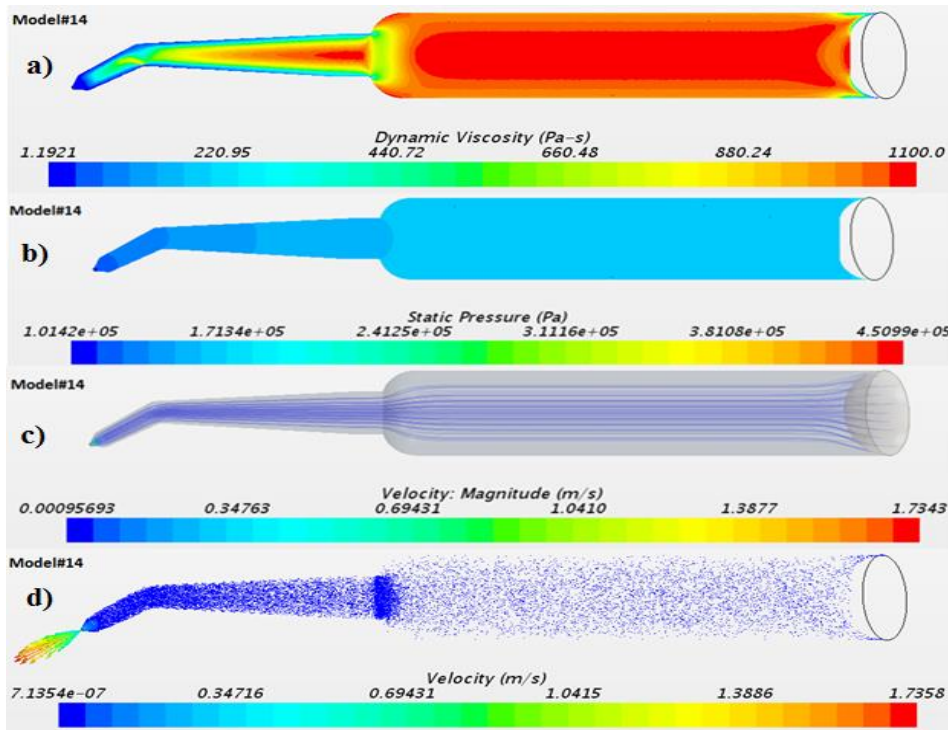 Model#14
a)
Dynamic Viscosity (Pa-s)
1.1921 220.95 440.72 660.48 880.24 1100.0
Model#14
b)
Static Pressure (Pa)
1.0142e+05 1.7134e+05 2.4125e+05 3.1116e+05 3.8108e+05 4.5099e+05
Model#14
c)
Velocity: Magnitude (m/s)
0.00095693 0.34763 0.69431 1.0410 1.3877 1.7343
Model#14
d)
Velocity (m/s)
7.1354e-07 0.34716 0.69431 1.0415 1.3886 1.7358